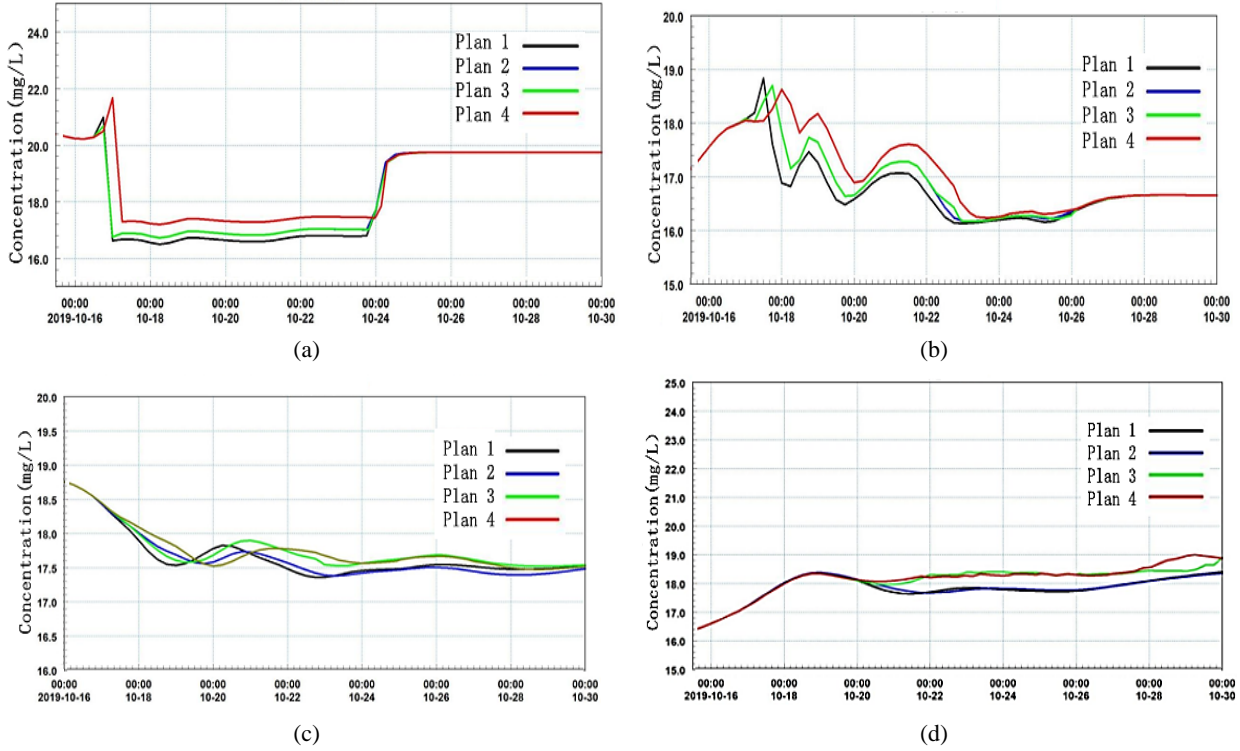 Concentration(mg/L)
24.0
22.0
20.0
18.0
16.0
Plan 1
Plan 2
Plan 3
Plan 4
00:00 00:00 00:00 00:00 00:00 00:00 00:00 00:00
2019-10-16 10-18 10-20 10-22 10-24 10-26 10-28 10-30
(a)
Concentration(mg/L)
20.0
19.0
18.0
17.0
16.0
15.0
Plan 1
Plan 2
Plan 3
Plan 4
00:00 00:00 00:00 00:00 00:00 00:00 00:00 00:00
2019-10-16 10-18 10-20 10-22 10-24 10-26 10-28 10-30
(b)
Concentration(mg/L)
20.0
19.5
19.0
18.5
18.0
17.5
17.0
16.5
16.0
Plan 1
Plan 2
Plan 3
Plan 4
00:00 00:00 00:00 00:00 00:00 00:00 00:00 00:00
2019-10-16 10-18 10-20 10-22 10-24 10-26 10-28 10-30
(c)
Concentration(mg/L)
25.0
24.0
23.0
22.0
21.0
20.0
19.0
18.0
17.0
16.0
15.0
Plan 1
Plan 2
Plan 3
Plan 4
00:00 00:00 00:00 00:00 00:00 00:00 00:00 00:00
2019-10-16 10-18 10-20 10-22 10-24 10-26 10-28 10-30
(d)